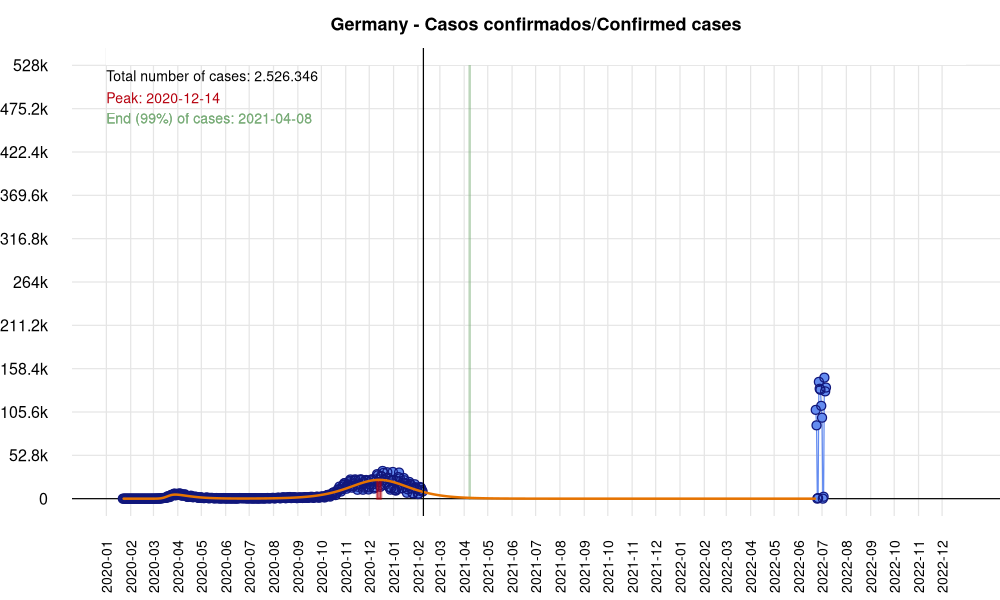 Germany - Casos confirmados/Confirmed cases
528k
Total number of cases: 2.526.346
Peak: 2020-12-14
475.2k
End (99%) of cases: 2021-04-08
422.4k
369.6k
316.8k
264k
211.2k
158.4k
105.6k
52.8k
0
2020-01
2020-02
2020-03
2020-04
2020-05
2020-06
2020-07
2020-08
2020-09
2020-10
2020-11
2020-12
2021-01
2021-02
2021-03
2021-04
2021-05
2021-06
2021-07
2021-08
2021-09
2021-10
2021-11
2021-12
2022-01
2022-02
2022-03
2022-04
2022-05
2022-06
2022-07
2022-08
2022-09
2022-10
2022-11
2022-12